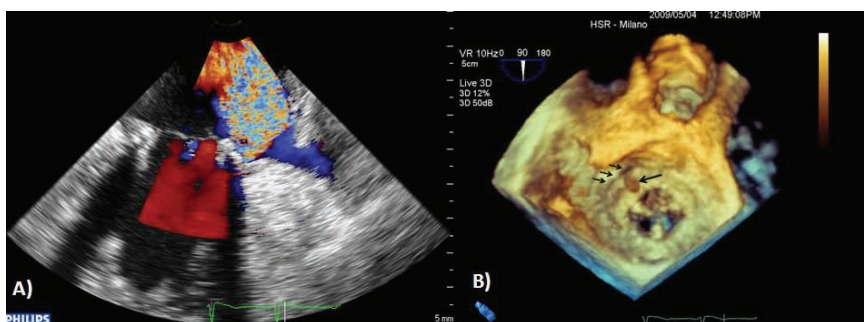 A)
PHILIPS
5 mm
2009/05/04 12:49:08PM
HSR - Milano
VR 10Hz
5cm
0 90 180
Live 3D
3D 12%
3D 50dB
B)